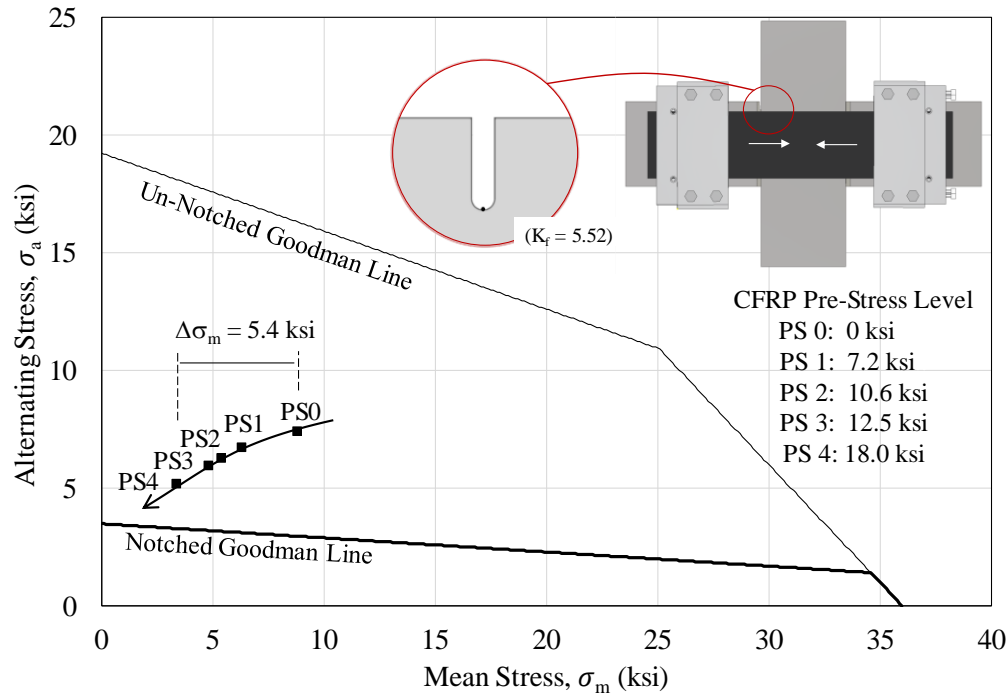 25
20
15
10
5
0
Alternating Stress, σa (ksi)
0 5 10 15 20 25 30 35 40
Mean Stress, σm (ksi)
Un-Notched Goodman Line
(Kf = 5.52)
Δσm = 5.4 ksi
PS0
PS1
PS2
PS3
PS4
Notched Goodman Line
CFRP Pre-Stress Level
PS 0: 0 ksi
PS 1: 7.2 ksi
PS 2: 10.6 ksi
PS 3: 12.5 ksi
PS 4: 18.0 ksi